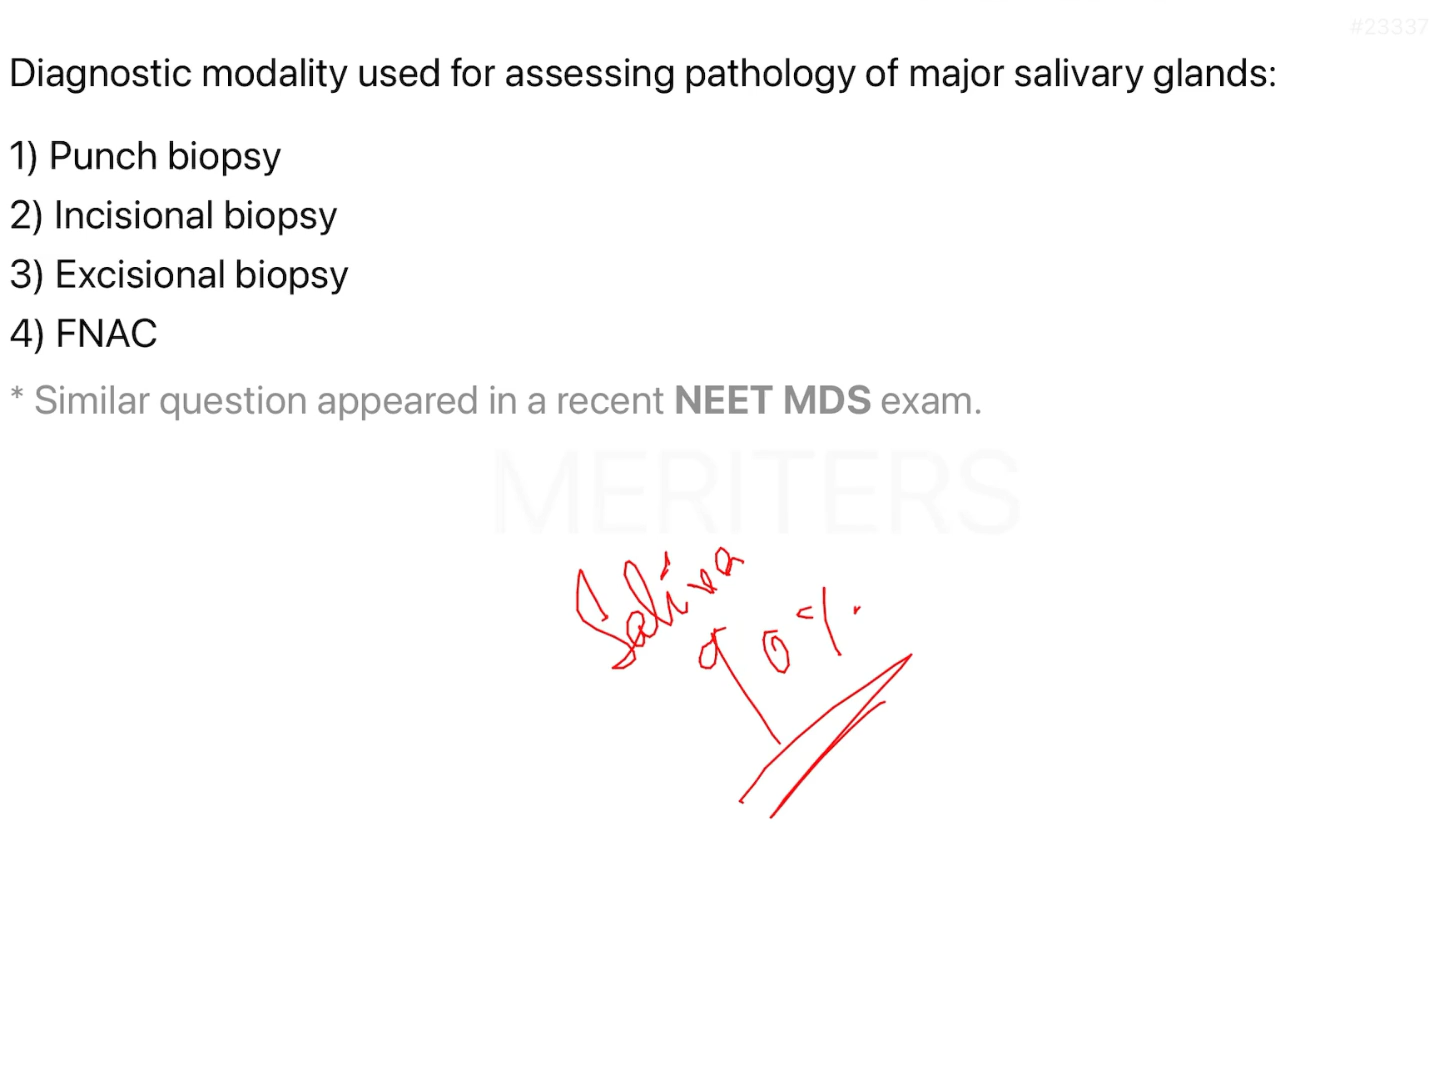 #23337
Diagnostic modality used for assessing pathology of major salivary glands:
1) Punch biopsy
2) Incisional biopsy
3) Excisional biopsy
4) FNAC
* Similar question appeared in a recent NEET MDS exam.
MERITERS
Saliva
90%.